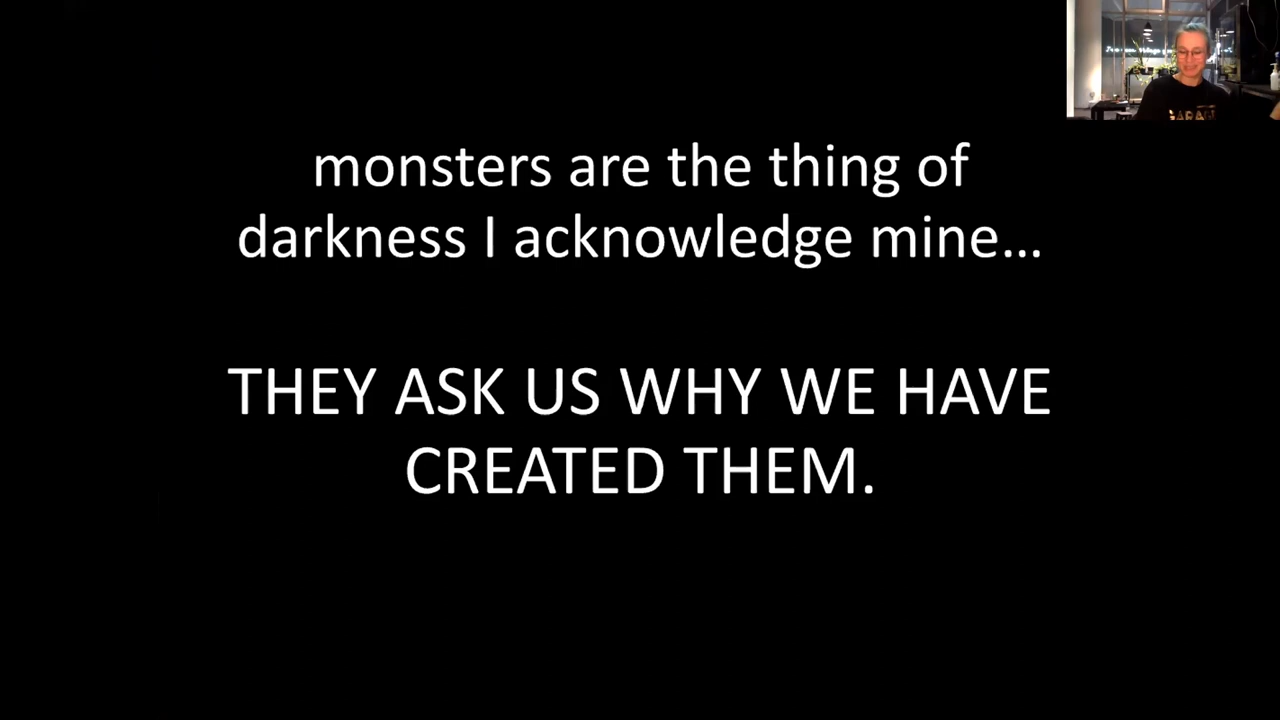 monsters are the thing of
darkness I acknowledge mine...
THEY ASK US WHY WE HAVE
CREATED THEM.